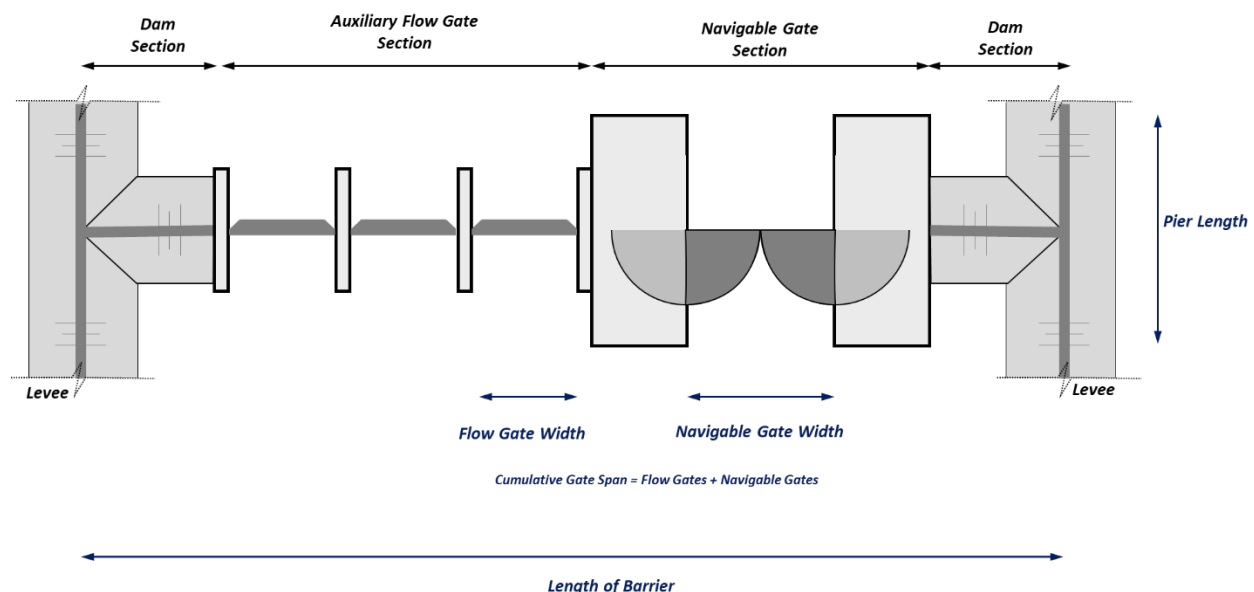 Dam
Section
Auxiliary Flow Gate
Section
Navigable Gate
Section
Dam
Section
Pier Length
Levee
Levee
Flow Gate Width
Navigable Gate Width
Cumulative Gate Span = Flow Gates + Navigable Gates
Length of Barrier